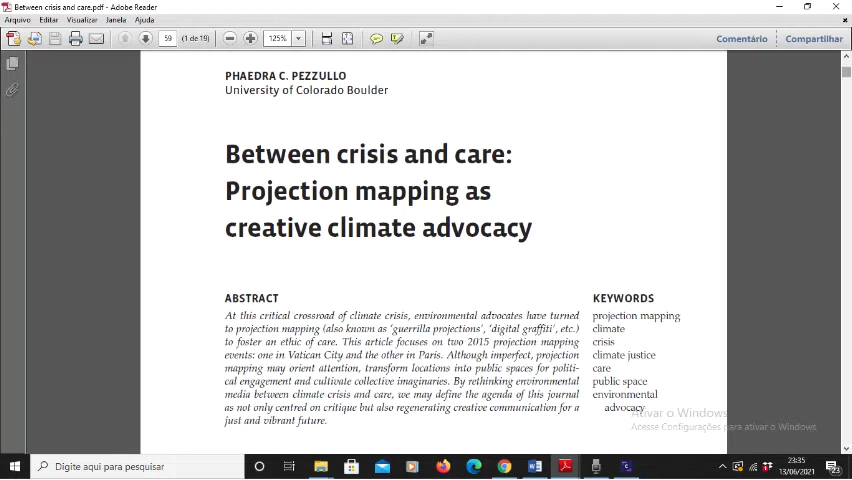 Between crisis and care.pdf - Adobe Reader
Arquivo Editar Visualizar Janela Ajuda
59 (1 de 19) 125% Comentário Compartilhar
PHAEDRA C. PEZZULLO
University of Colorado Boulder
Between crisis and care:
Projection mapping as
creative climate advocacy
ABSTRACT
At this critical crossroad of climate crisis, environmental advocates have turned
to projection mapping (also known as ‘guerrilla projections’, ‘digital graffiti’, etc.)
to foster an ethic of care. This article focuses on two 2015 projection mapping
events: one in Vatican City and the other in Paris. Although imperfect, projection
mapping may orient attention, transform locations into public spaces for politi-
cal engagement and cultivate collective imaginaries. By rethinking environmental
media between climate crisis and care, we may define the agenda of this journal
as not only centred on critique but also regenerating creative communication for a
just and vibrant future.
KEYWORDS
projection mapping
climate
crisis
climate justice
care
public space
environmental
advocacy
Ativar o Windows
Acesse Configurações para ativar o Windows.
Digite aqui para pesquisar
23:35
13/06/2021
23